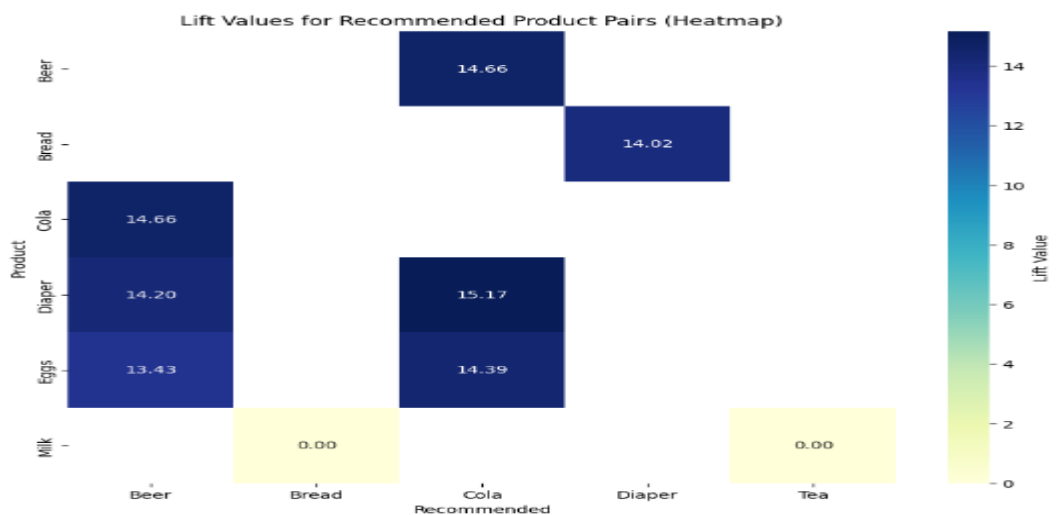 Lift Values for Recommended Product Pairs (Heatmap)
Beer
14.66
14
Bread
14.02
12
Cola
14.66
10
Product
Lift Value
8
Diaper
14.20
15.17
6
Eggs
13.43
14.39
4
2
Milk
0.00
0.00
0
Beer
Bread
Cola
Diaper
Tea
Recommended